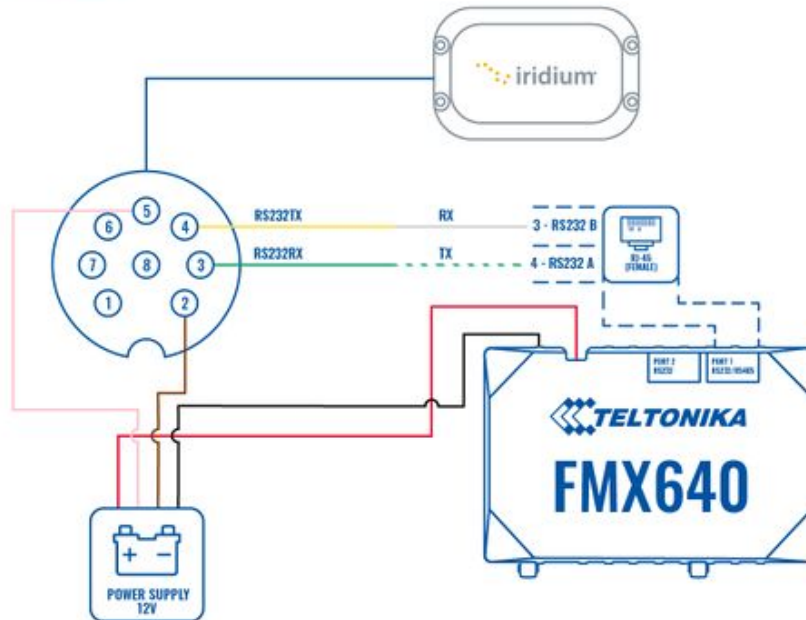 iridium
5
6
4
7
8
3
1
2
RS232TX
RX
3 - RS232 B
RS232RX
TX
4 - RS232 A
RJ-45
(FEMALE)
PORT 2
RS232
PORT 1
RS232/RS485
TELTONIKA
FMX640
+ -
POWER SUPPLY
12V